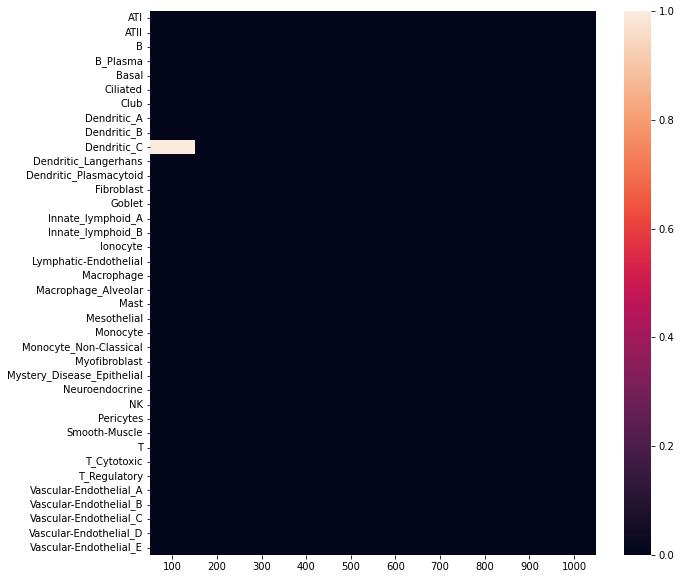 ATI
ATII
B
B_Plasma
Basal
Ciliated
Club
Dendritic_A
Dendritic_B
Dendritic_C
Dendritic_Langerhans
Dendritic_Plasmacytoid
Fibroblast
Goblet
Innate_lymphoid_A
Innate_lymphoid_B
Ionocyte
Lymphatic-Endothelial
Macrophage
Macrophage_Alveolar
Mast
Mesothelial
Monocyte
Monocyte_Non-Classical
Myofibroblast
Mystery_Disease_Epithelial
Neuroendocrine
NK
Pericytes
Smooth-Muscle
T
T_Cytotoxic
T_Regulatory
Vascular-Endothelial_A
Vascular-Endothelial_B
Vascular-Endothelial_C
Vascular-Endothelial_D
Vascular-Endothelial_E
100 200 300 400 500 600 700 800 900 1000
1.0
0.8
0.6
0.4
0.2
0.0